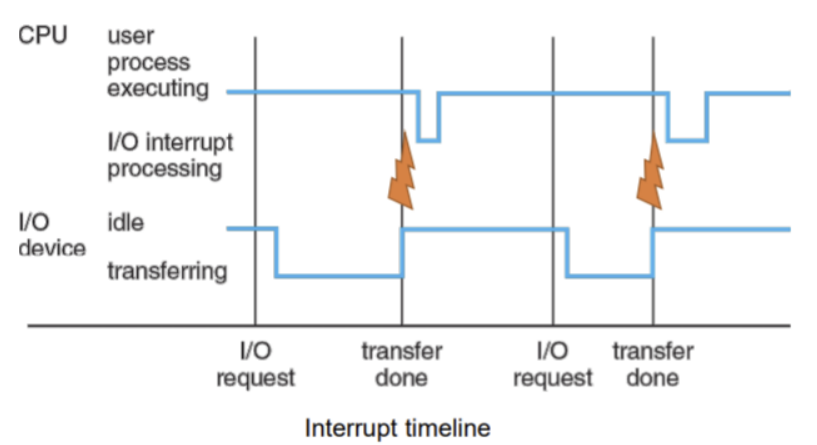 CPU
user
process
executing
I/O interrupt
processing
I/O
device
idle
transferring
I/O
request
transfer
done
I/O
request
transfer
done
Interrupt timeline